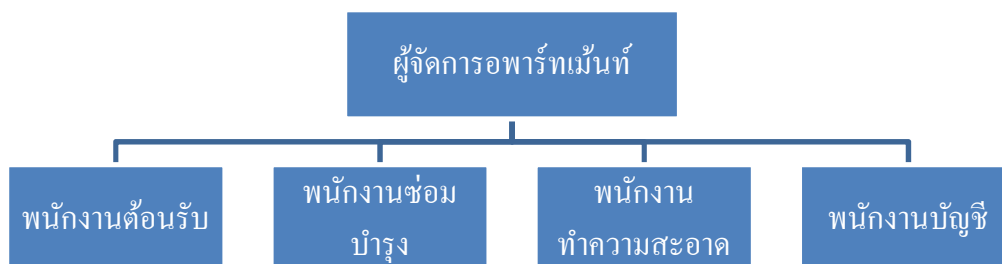 ผู้จัดการอพาร์ทเม้นท์
พนักงานต้อนรับ
พนักงานซ่อม
บำรุง
พนักงาน
ทำความสะอาด
พนักงานบัญชี